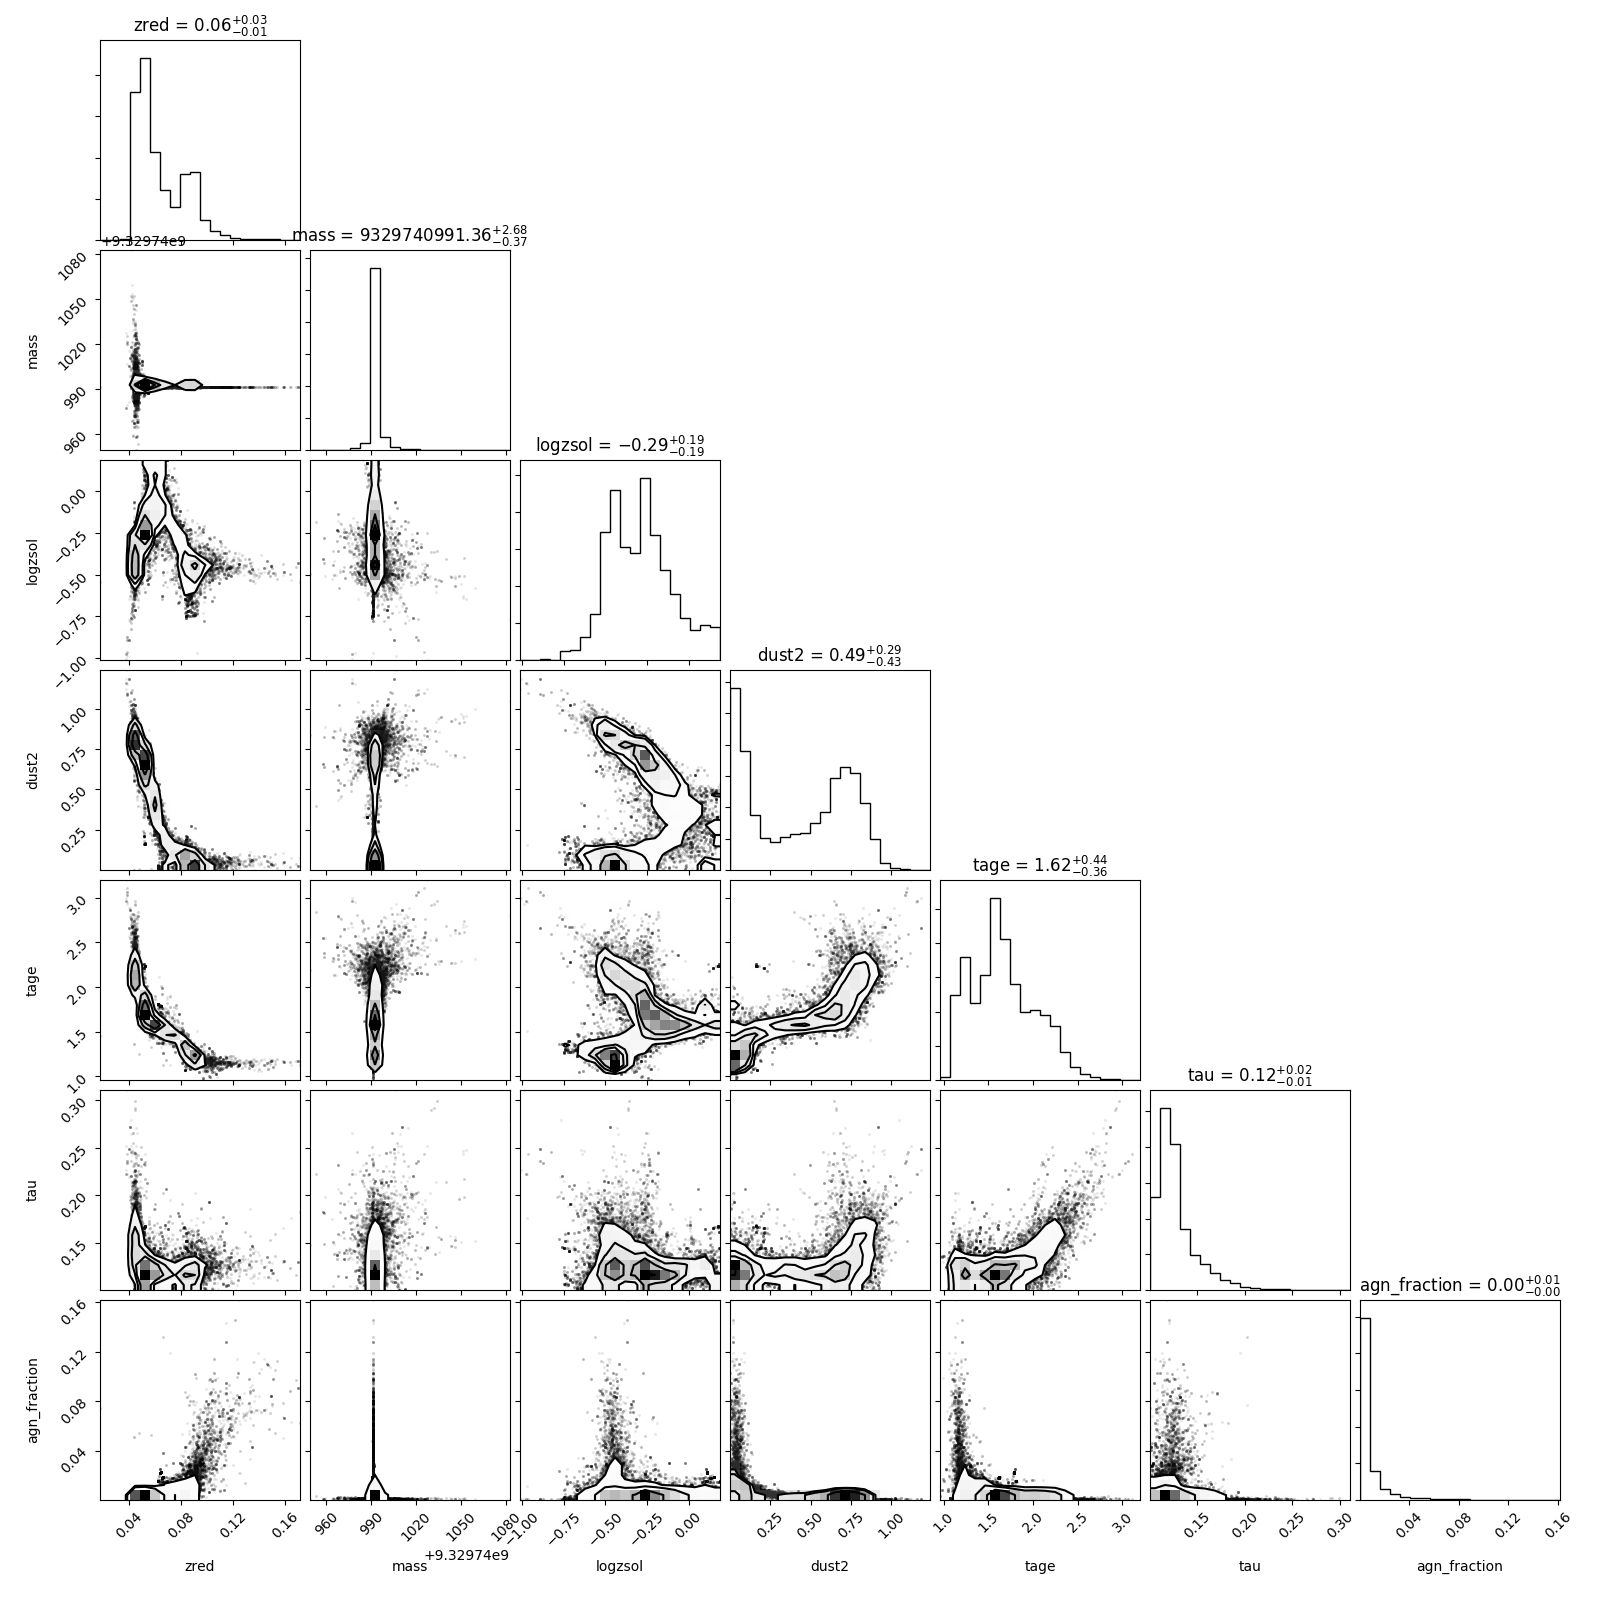 zred = 0.06+0.03−0.01
+9.32974e9
mass = 9329740991.36+2.68−0.37
1080
1050
1020
990
960
mass
logzsol = −0.29+0.19−0.19
0.00
−0.25
−0.50
−0.75
−1.00
logzsol
dust2 = 0.49+0.29−0.43
1.00
0.75
0.50
0.25
dust2
tage = 1.62+0.44−0.36
3.0
2.5
2.0
1.5
1.0
tage
tau = 0.12+0.02−0.01
0.30
0.25
0.20
0.15
tau
agn_fraction = 0.00+0.01−0.00
0.16
0.12
0.08
0.04
agn_fraction
0.04 0.08 0.12 0.16 960 990 1020 1050 1080 −1.00 −0.75 −0.50 −0.25 0.00 0.25 0.50 0.75 1.00 1.0 1.5 2.0 2.5 3.0 0.15 0.20 0.25 0.30 0.04 0.08 0.12 0.16
+9.32974e9
zred mass logzsol dust2 tage tau agn_fraction